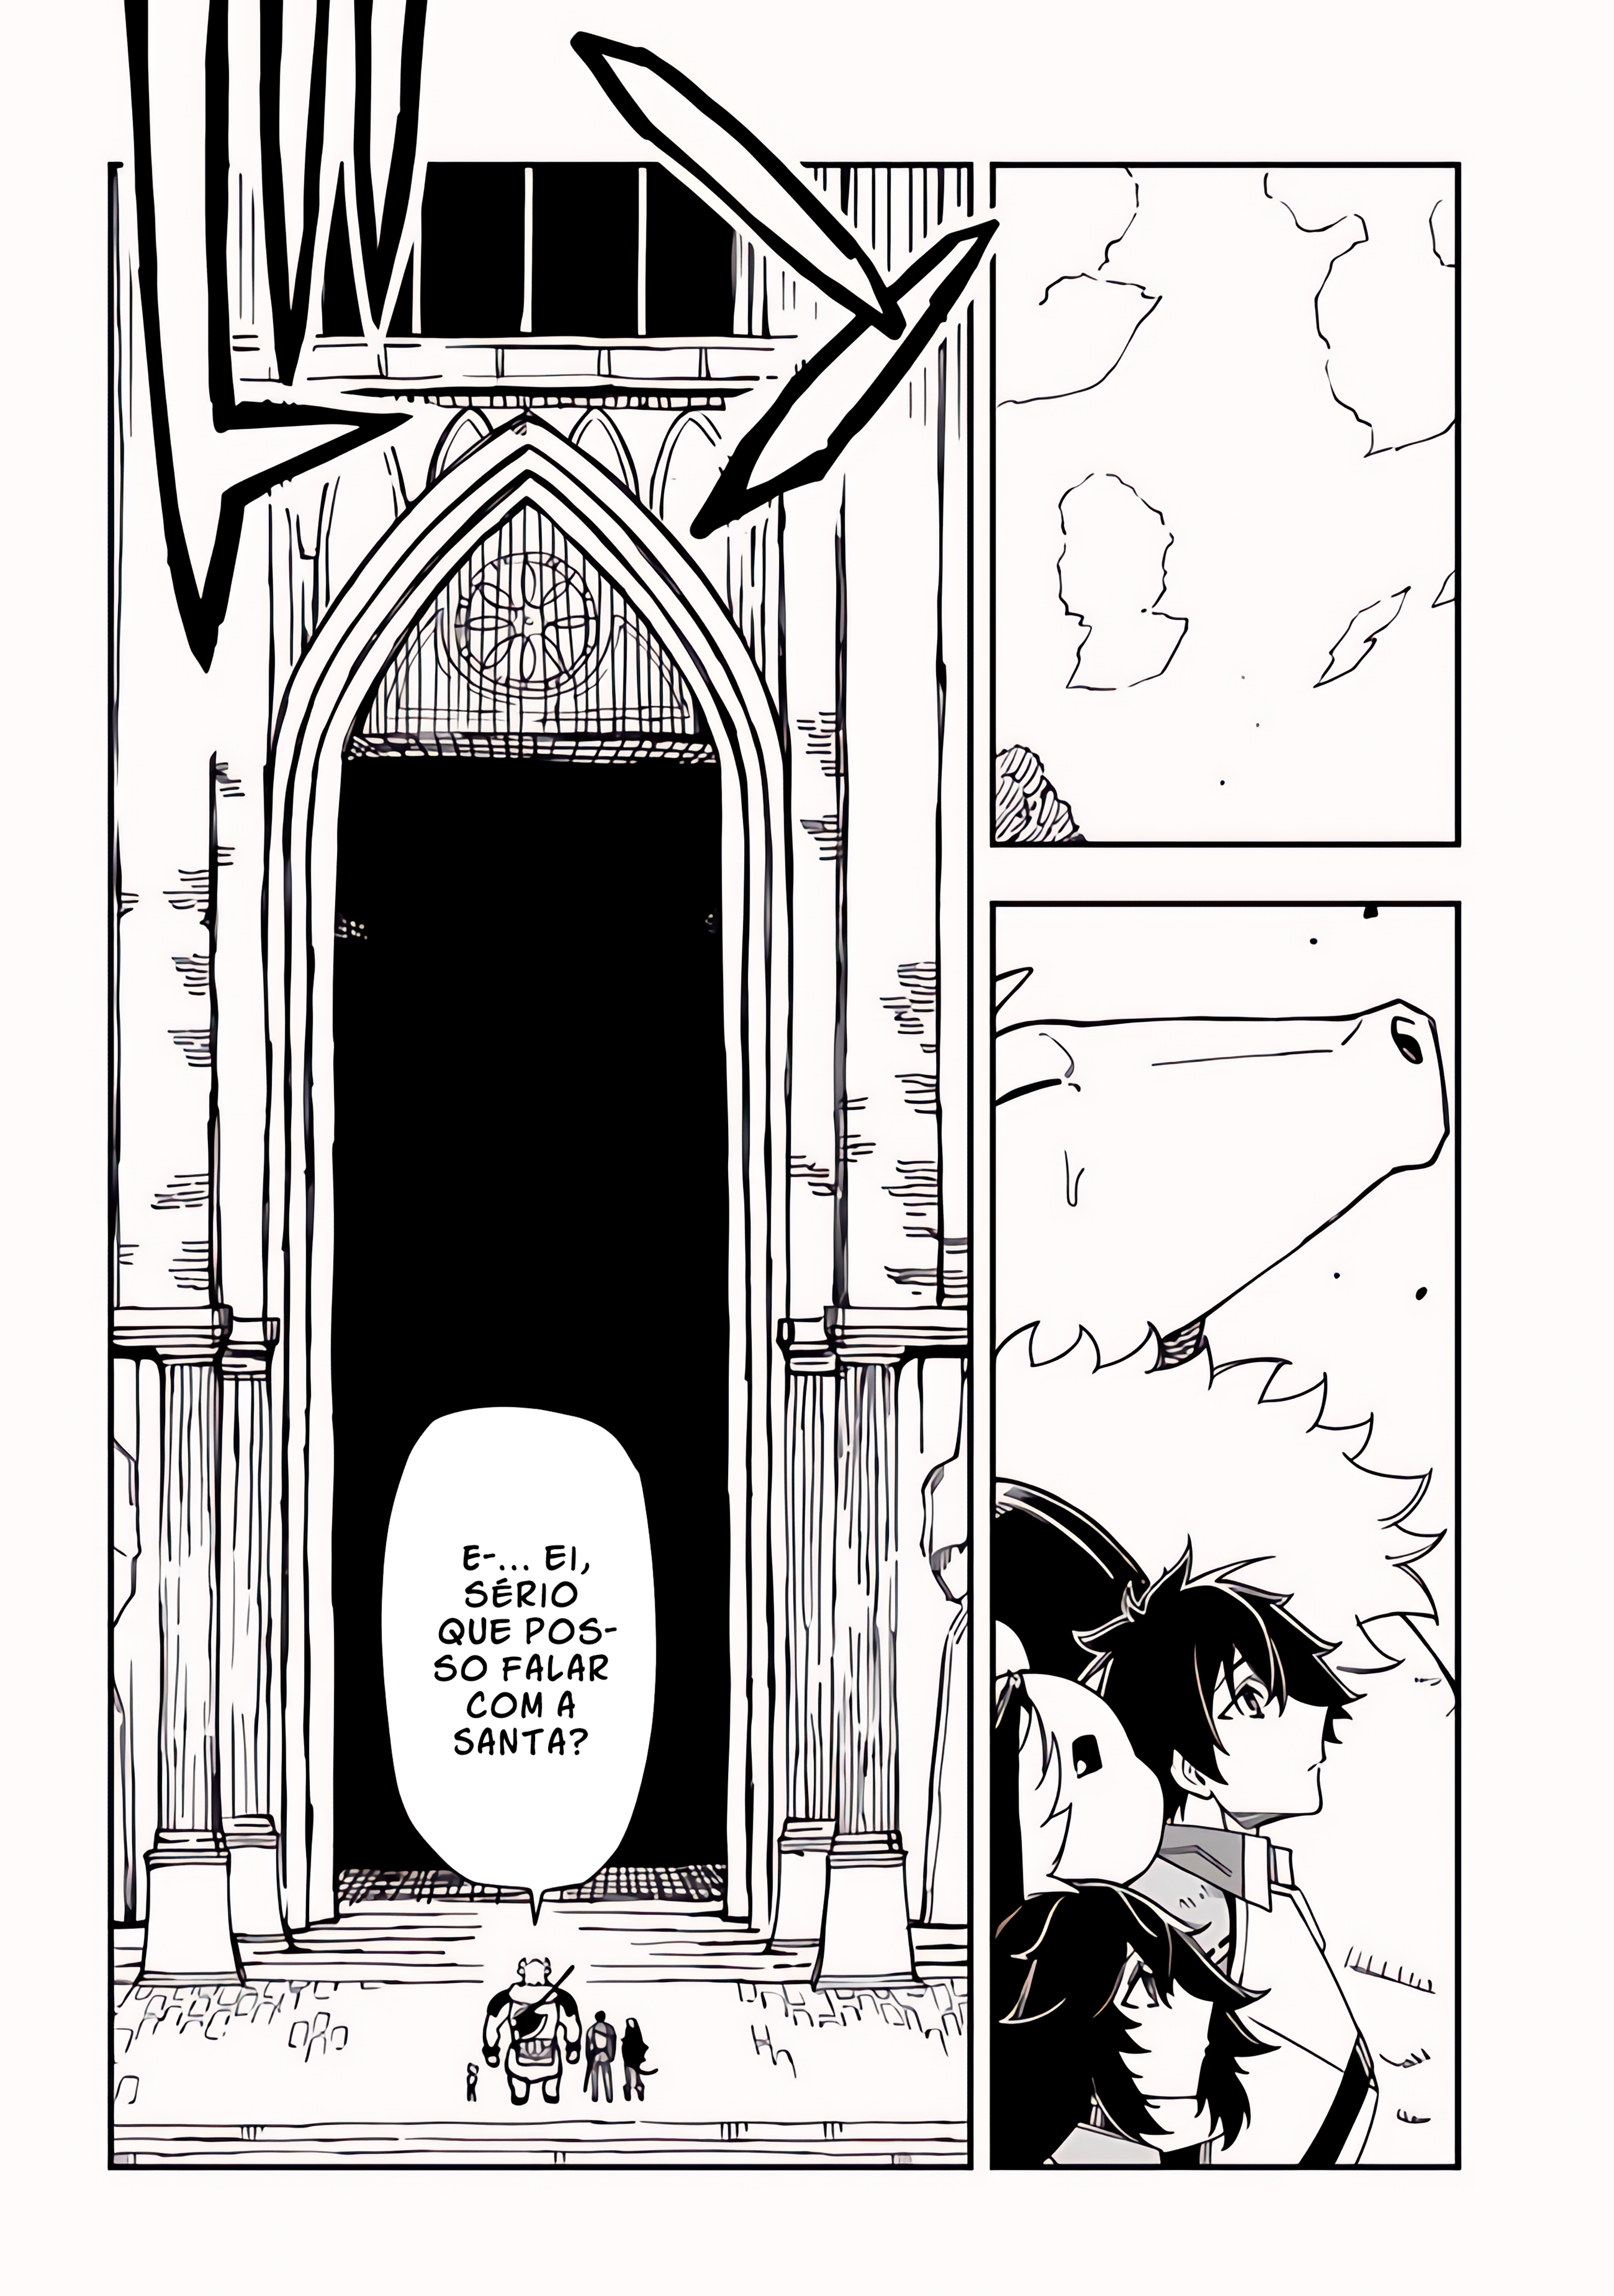 E-... EI,
SÉRIO
QUE POS-
SO FALAR
COM A
SANTA?